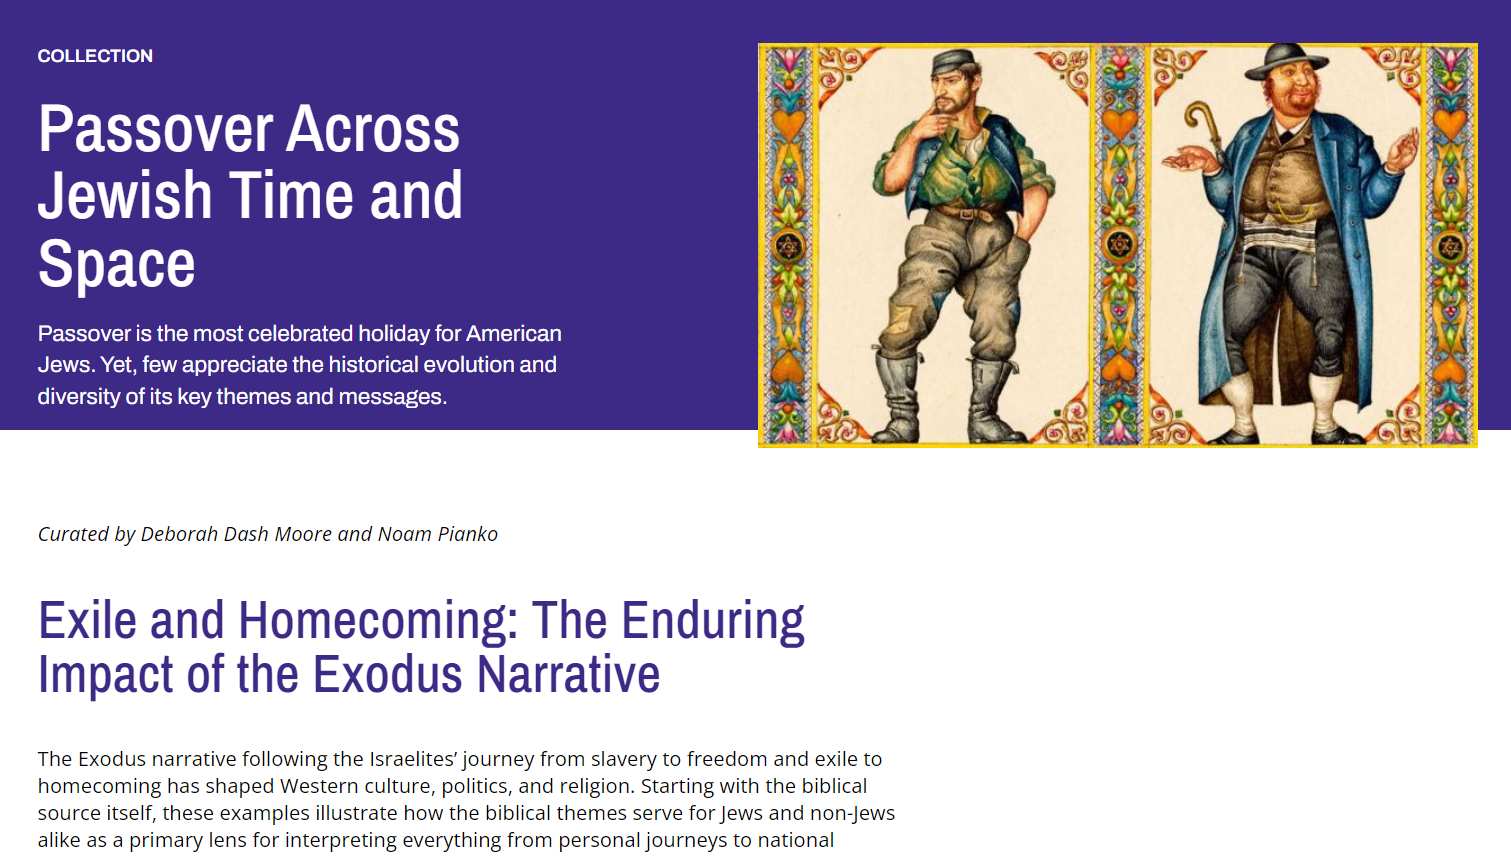 COLLECTION
Passover Across
Jewish Time and
Space
Passover is the most celebrated holiday for American
Jews. Yet, few appreciate the historical evolution and
diversity of its key themes and messages.
Curated by Deborah Dash Moore and Noam Pianko
Exile and Homecoming: The Enduring
Impact of the Exodus Narrative
The Exodus narrative following the Israelites’ journey from slavery to freedom and exile to
homecoming has shaped Western culture, politics, and religion. Starting with the biblical
source itself, these examples illustrate how the biblical themes serve for Jews and non-Jews
alike as a primary lens for interpreting everything from personal journeys to national